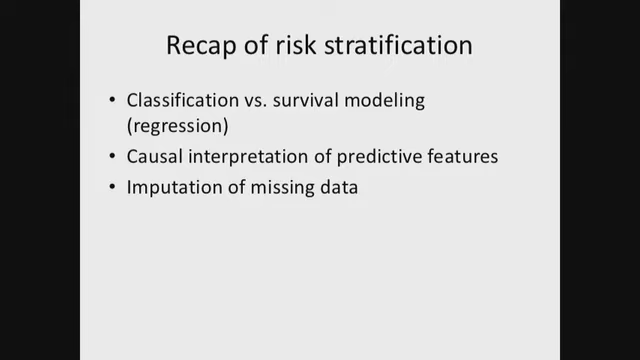 Recap of risk stratification
• Classification vs. survival modeling
(regression)
• Causal interpretation of predictive features
• Imputation of missing data